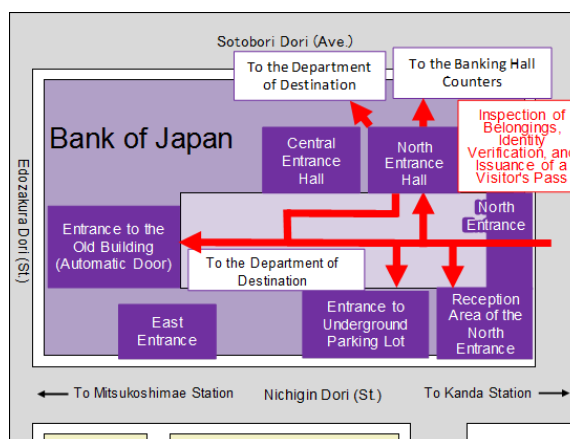 Sotobori Dori (Ave.)
To the Department
of Destination
To the Banking Hall
Counters
Inspection of
Belongings,
Identity
Verification, and
Issuance of a
Visitor's Pass
Bank of Japan
Central
Entrance
Hall
North
Entrance
Hall
Edozakura Dori (St.)
North
Entrance
Entrance to the
Old Building
(Automatic Door)
To the Department of
Destination
East
Entrance
Entrance to
Underground
Parking Lot
Reception
Area of the
North
Entrance
To Mitsukoshimae Station
Nichigin Dori (St.)
To Kanda Station